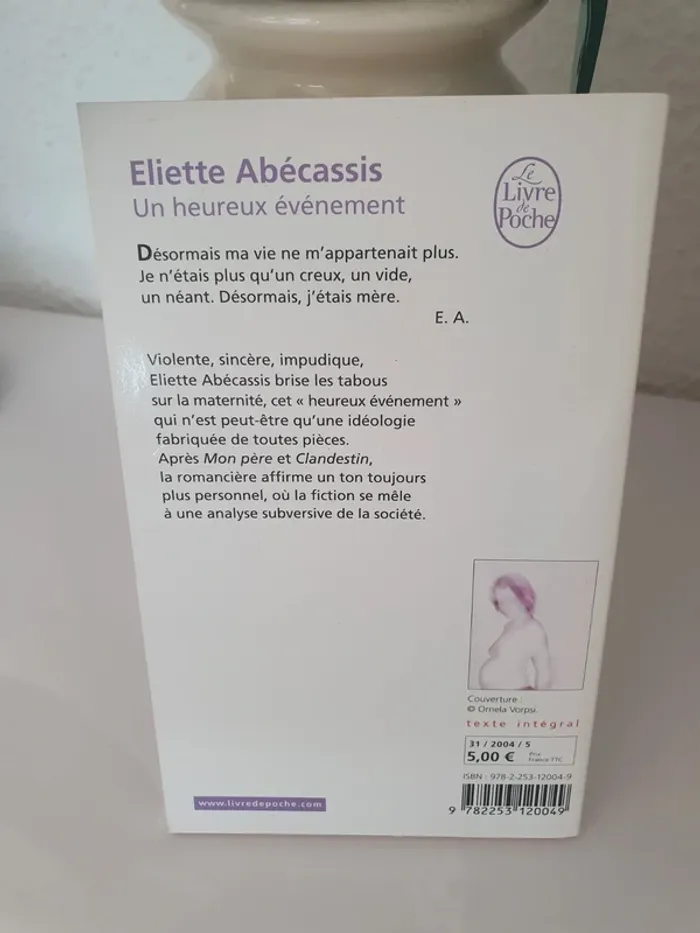 Eliette Abécassis
Un heureux événement
Le
Livre
de
Poche
Désormais ma vie ne m'appartenait plus.
Je n'étais plus qu'un creux, un vide,
un néant. Désormais, j'étais mère.
E. A.
Violente, sincère, impudique,
Eliette Abécassis brise les tabous
sur la maternité, cet « heureux événement »
qui n'est peut-être qu'une idéologie
fabriquée de toutes pièces.
Après Mon père et Clandestin,
la romancière affirme un ton toujours
plus personnel, où la fiction se mêle
à une analyse subversive de la société.
Couverture :
© Ornela Vorpsi.
texte intégral
31 / 2004 / 5
5,00 €
Prix
France TTC
ISBN : 978-2-253-12004-9
www.livredepoche.com
9 782253 120049